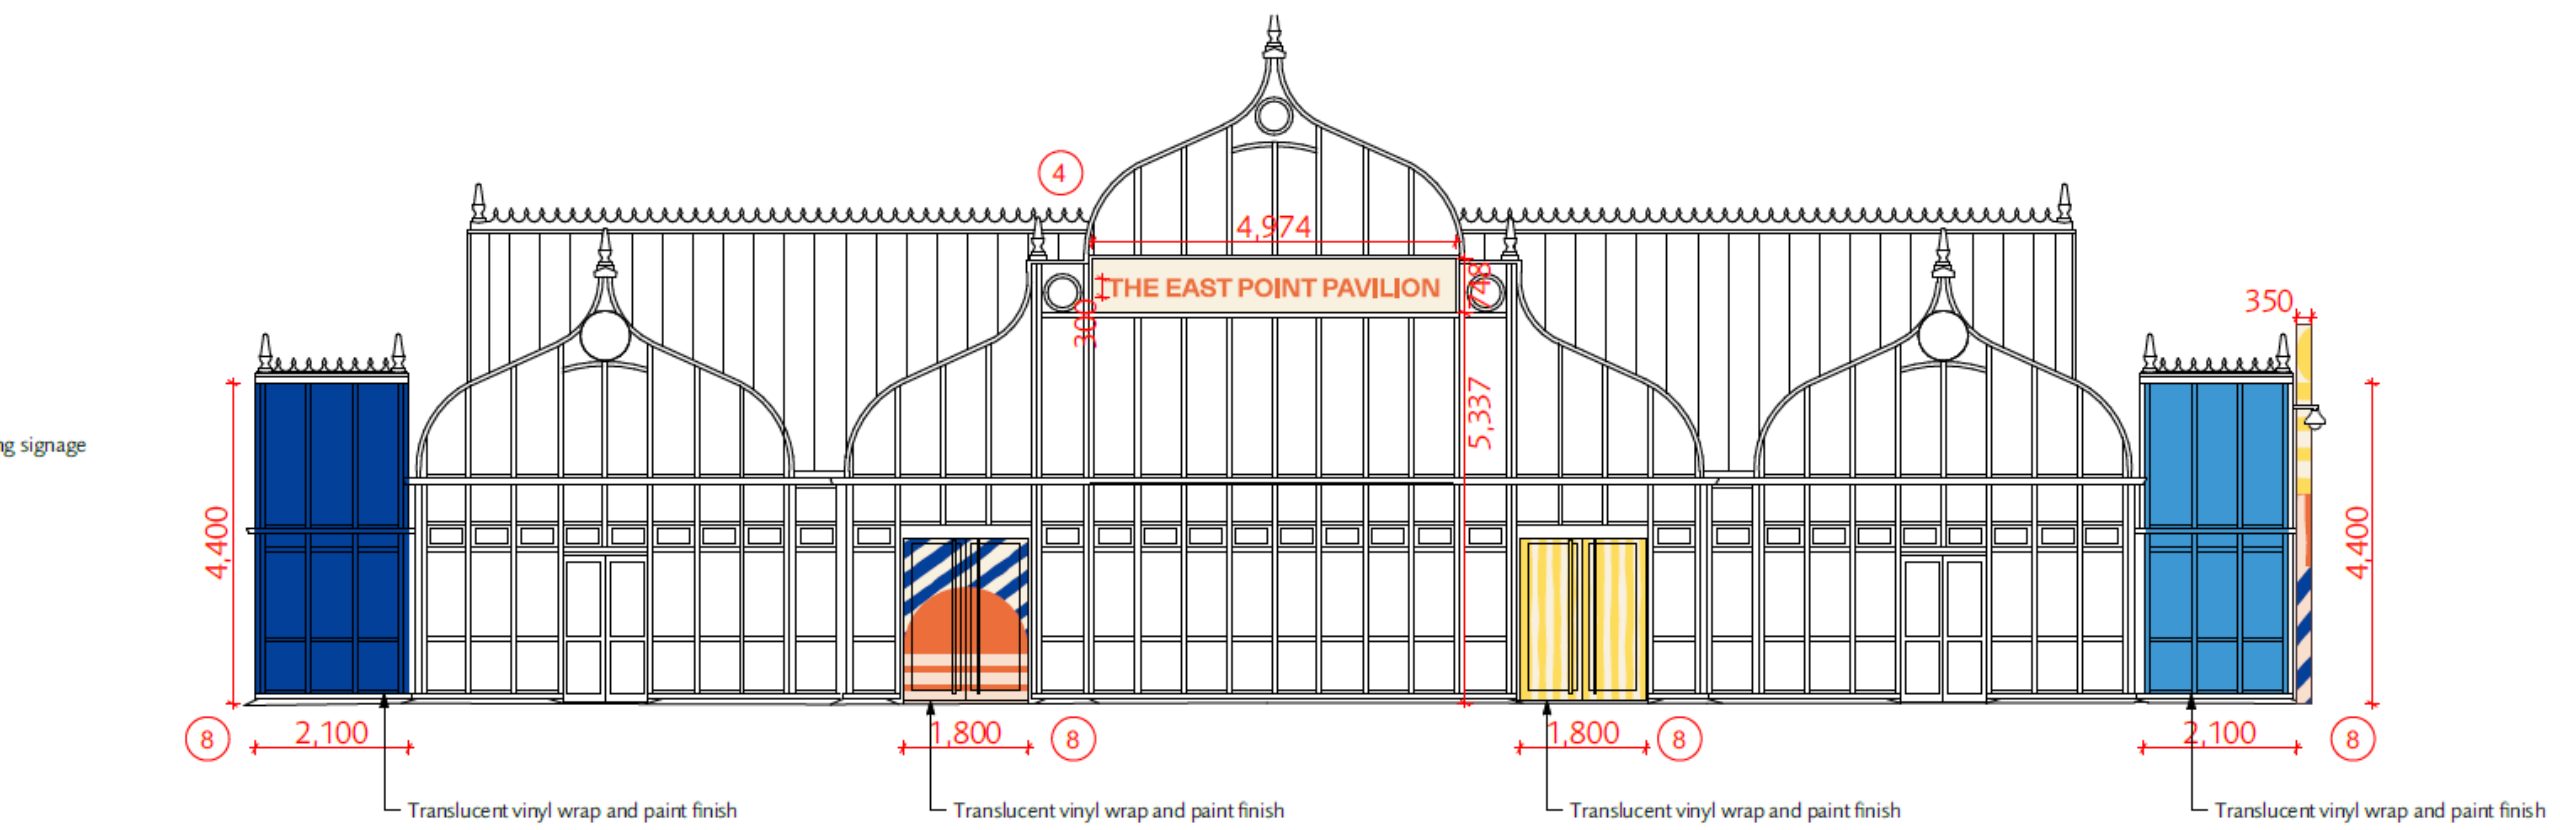 4
4,974
THE EAST POINT PAVILION
300
748
350
ng signage
5,337
4,400
4,400
8
2,100
1,800
8
1,800
8
2,100
8
Translucent vinyl wrap and paint finish
Translucent vinyl wrap and paint finish
Translucent vinyl wrap and paint finish
Translucent vinyl wrap and paint finish